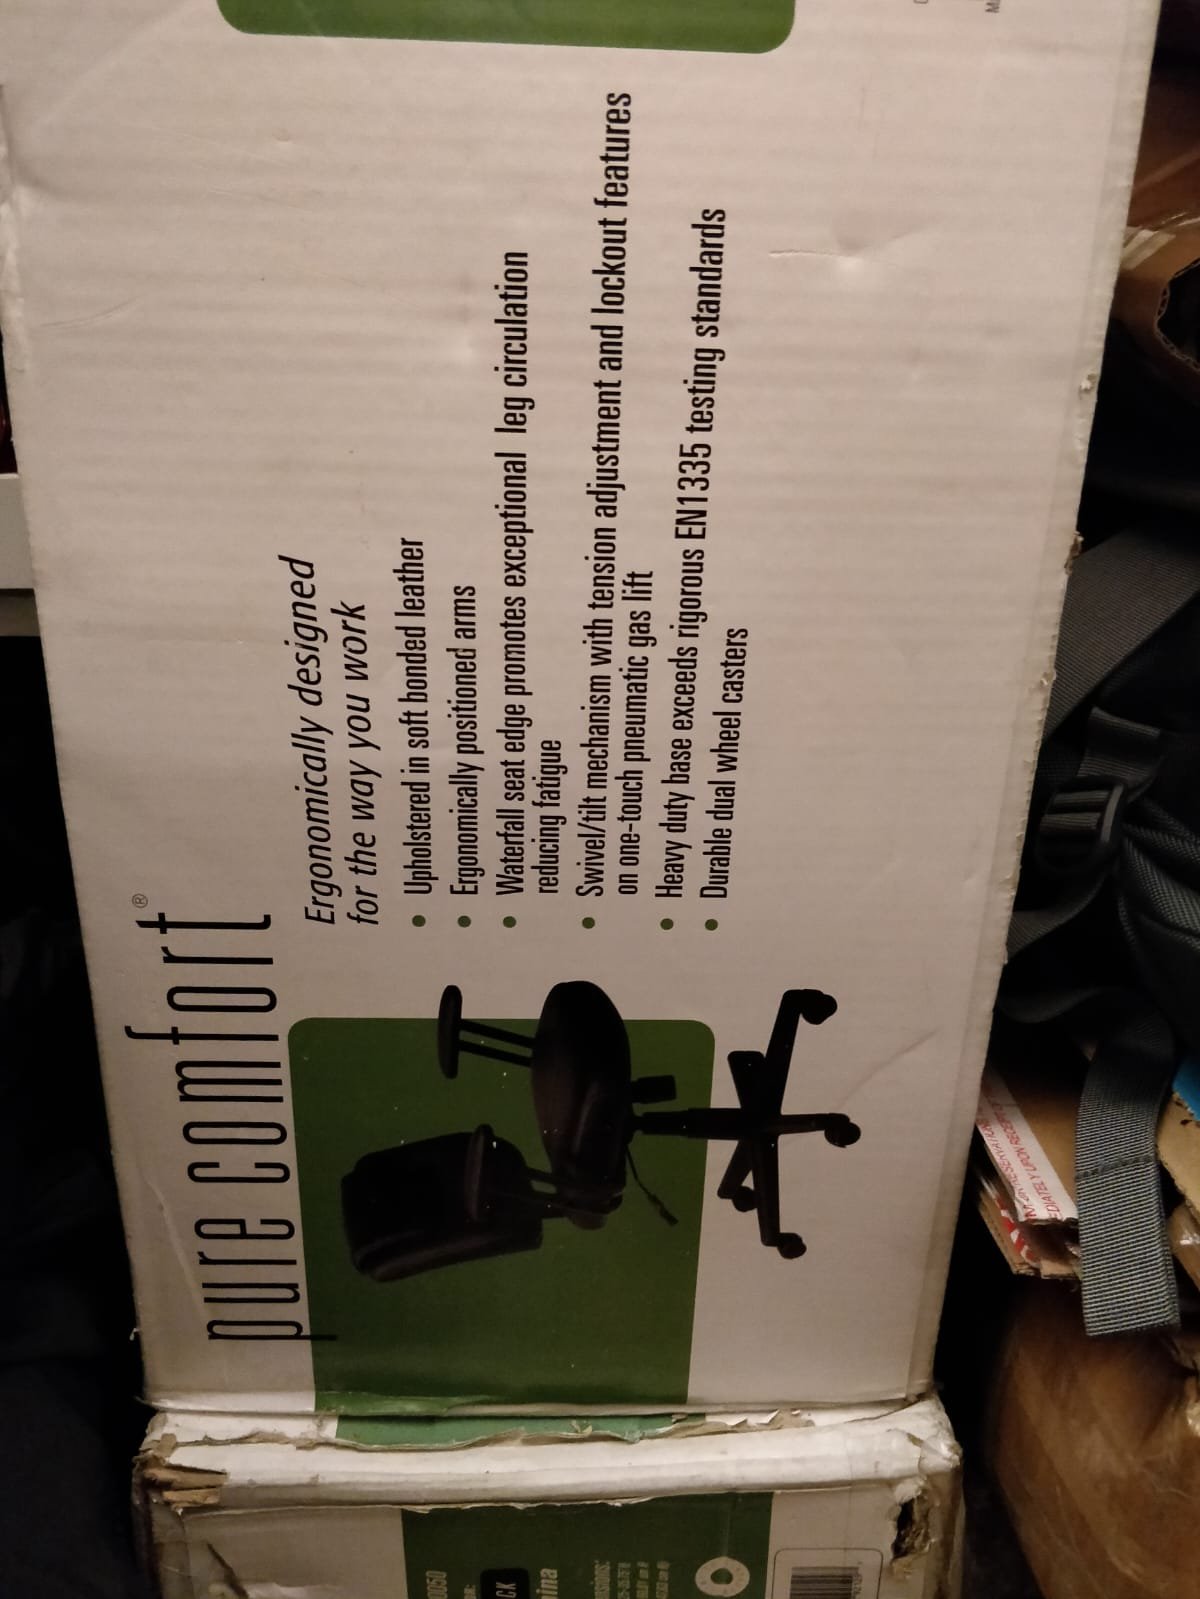 pure comfort®
Ergonomically designed
for the way you work
• Upholstered in soft bonded leather
• Ergonomically positioned arms
• Waterfall seat edge promotes exceptional leg circulation
reducing fatigue
• Swivel/tilt mechanism with tension adjustment and lockout features
on one-touch pneumatic gas lift
• Heavy duty base exceeds rigorous EN1335 testing standards
• Durable dual wheel casters